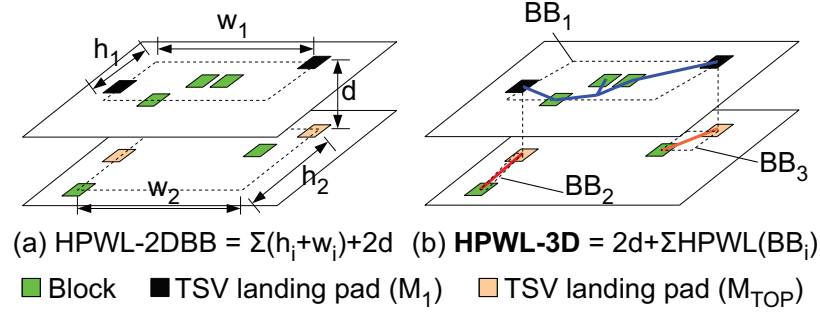 h₁
w₁
d
w₂
h₂
BB₁
BB₂
BB₃
(a) HPWL-2DBB = Σ(hᵢ+wᵢ)+2d
(b) HPWL-3D = 2d+ΣHPWL(BBᵢ)
Block
TSV landing pad (M₁)
TSV landing pad (M_TOP)